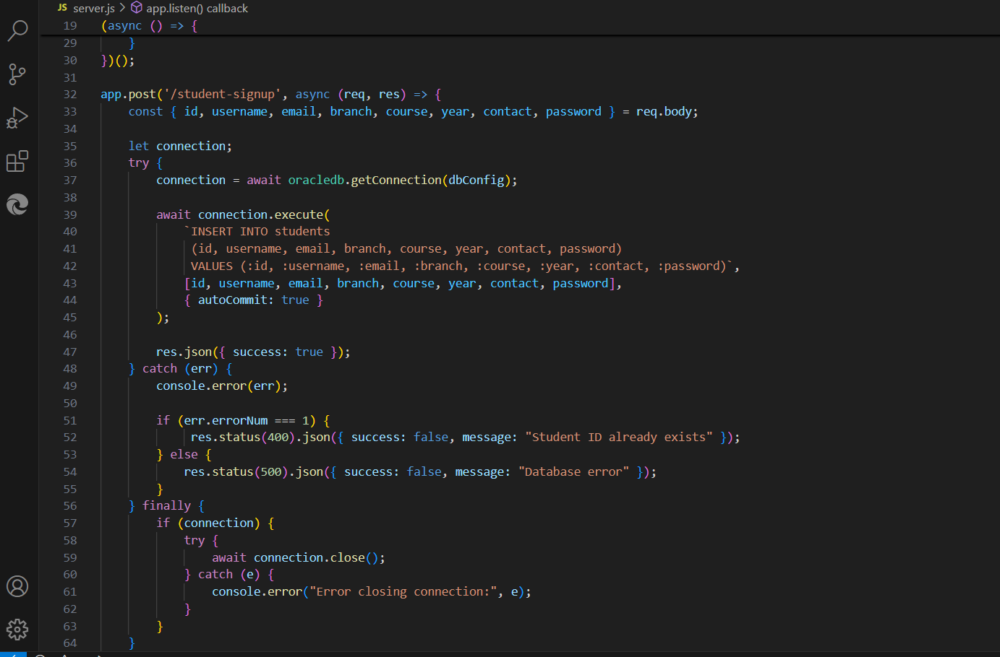 JS server.js > app.listen() callback
19 (async () => {
29 }
30 })();
31
32 app.post('/student-signup', async (req, res) => {
33 const { id, username, email, branch, course, year, contact, password } = req.body;
34
35 let connection;
36 try {
37 connection = await oracledb.getConnection(dbConfig);
38
39 await connection.execute(
40 `INSERT INTO students
41 (id, username, email, branch, course, year, contact, password)
42 VALUES (:id, :username, :email, :branch, :course, :year, :contact, :password)`,
43 [id, username, email, branch, course, year, contact, password],
44 { autoCommit: true }
45 );
46
47 res.json({ success: true });
48 } catch (err) {
49 console.error(err);
50
51 if (err.errorNum === 1) {
52 res.status(400).json({ success: false, message: "Student ID already exists" });
53 } else {
54 res.status(500).json({ success: false, message: "Database error" });
55 }
56 } finally {
57 if (connection) {
58 try {
59 await connection.close();
60 } catch (e) {
61 console.error("Error closing connection:", e);
62 }
63 }
64 }